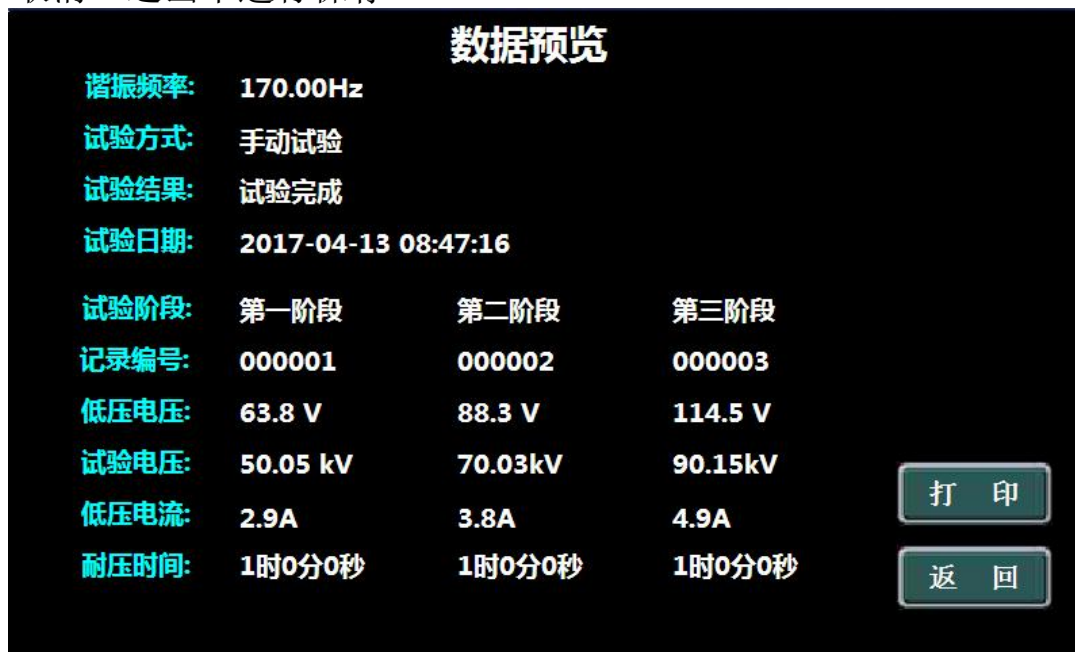 数据预览
谐振频率: 170.00Hz
试验方式: 手动试验
试验结果: 试验完成
试验日期: 2017-04-13 08:47:16
试验阶段: 第一阶段 第二阶段 第三阶段
记录编号: 000001 000002 000003
低压电压: 63.8 V 88.3 V 114.5 V
试验电压: 50.05 kV 70.03kV 90.15kV
低压电流: 2.9A 3.8A 4.9A
耐压时间: 1时0分0秒 1时0分0秒 1时0分0秒
打 印
返 回